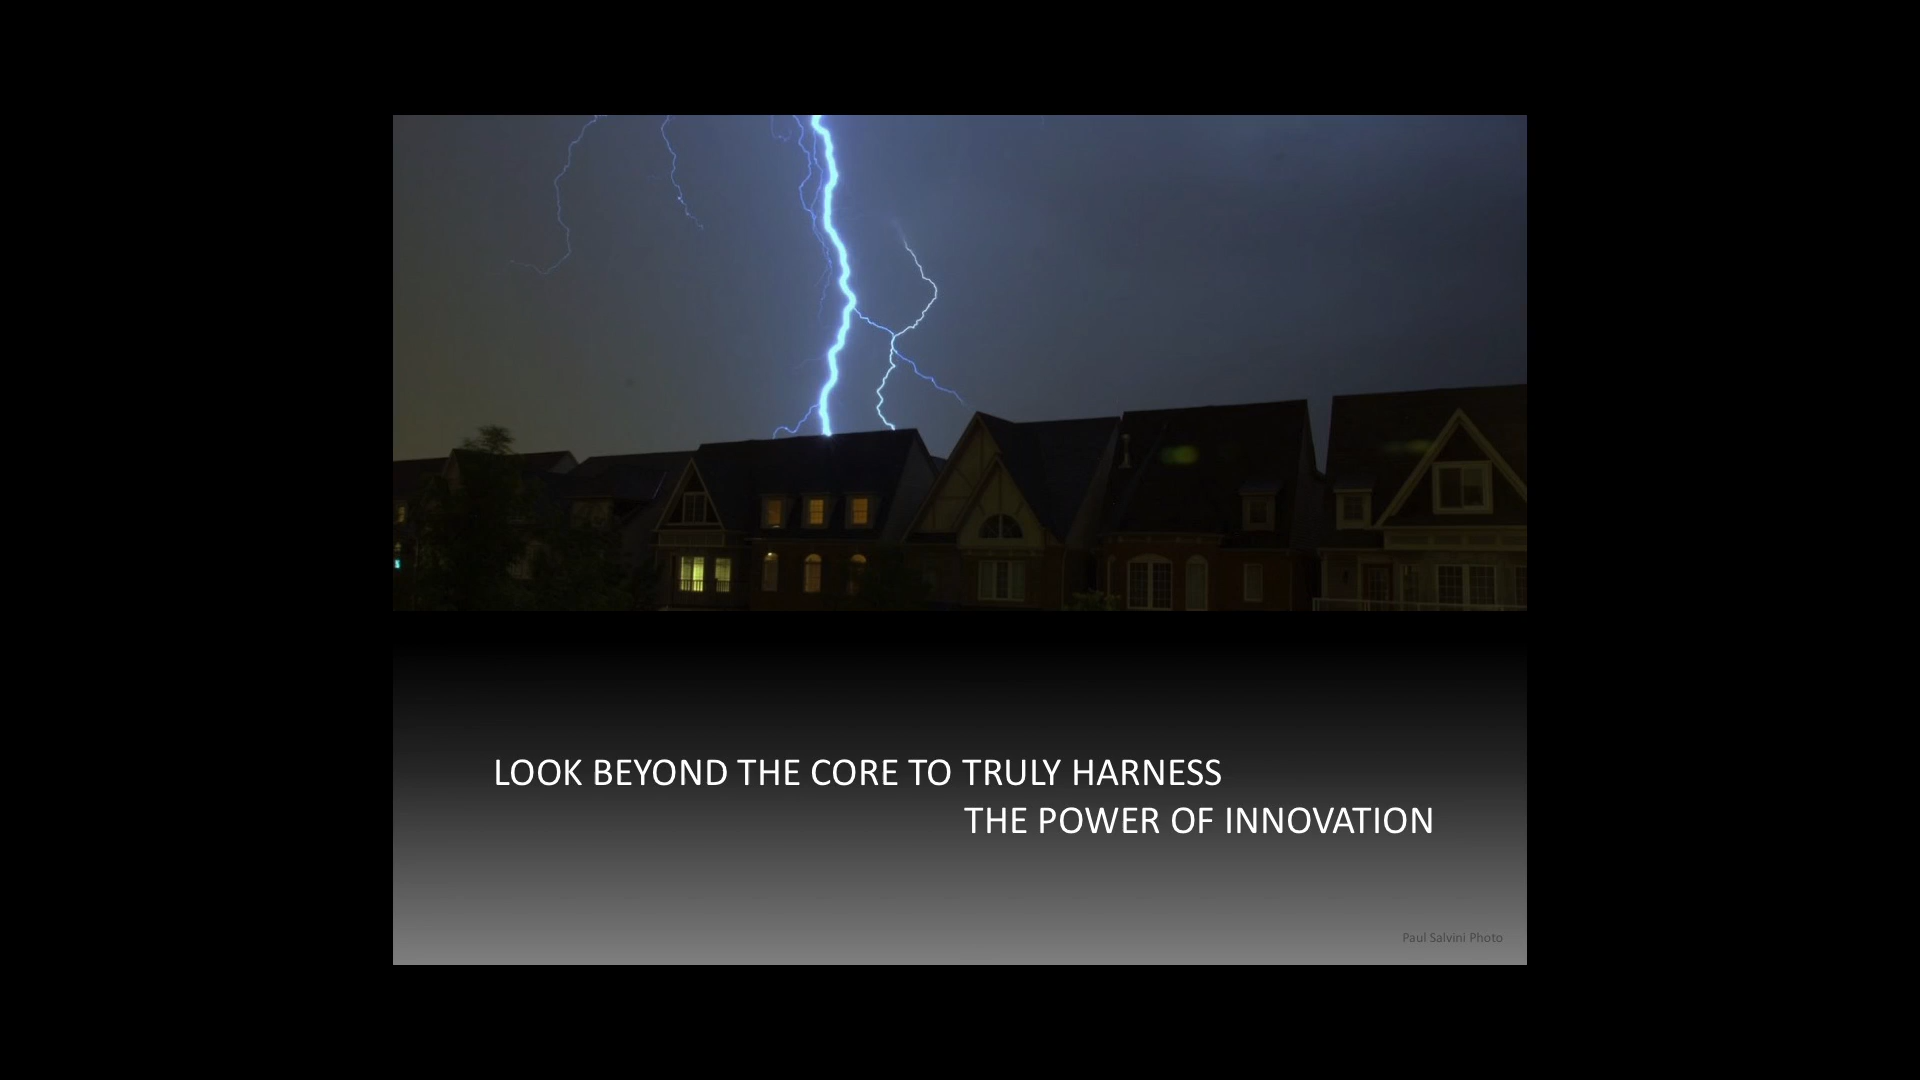 LOOK BEYOND THE CORE TO TRULY HARNESS
THE POWER OF INNOVATION
Paul Salvini Photo